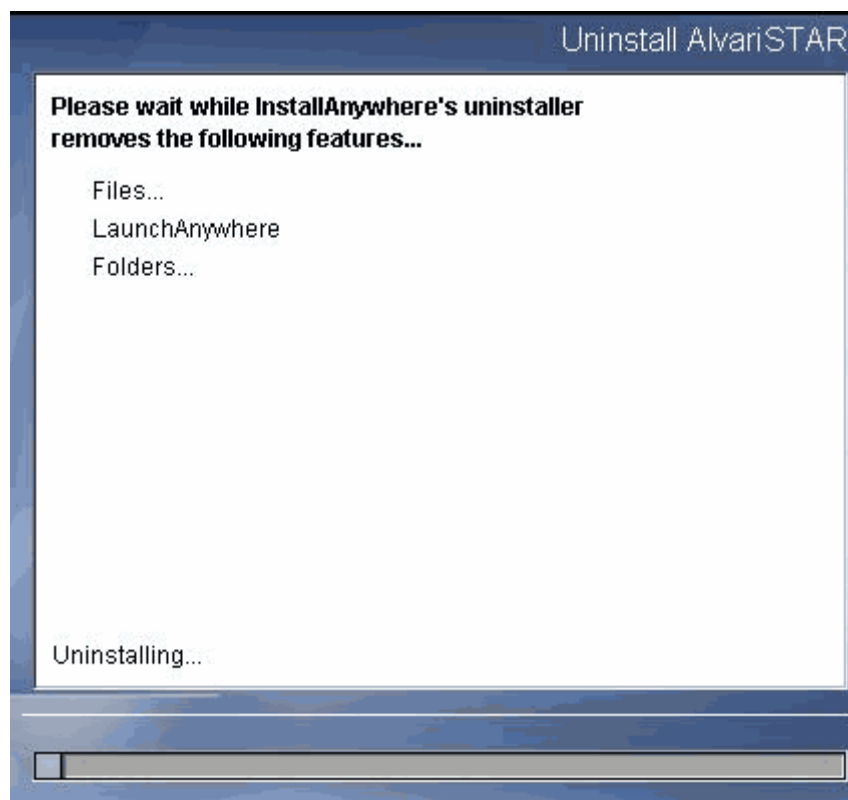 Uninstall AlvariSTAR
Please wait while InstallAnywhere's uninstaller
removes the following features...
Files...
LaunchAnywhere
Folders...
Uninstalling...